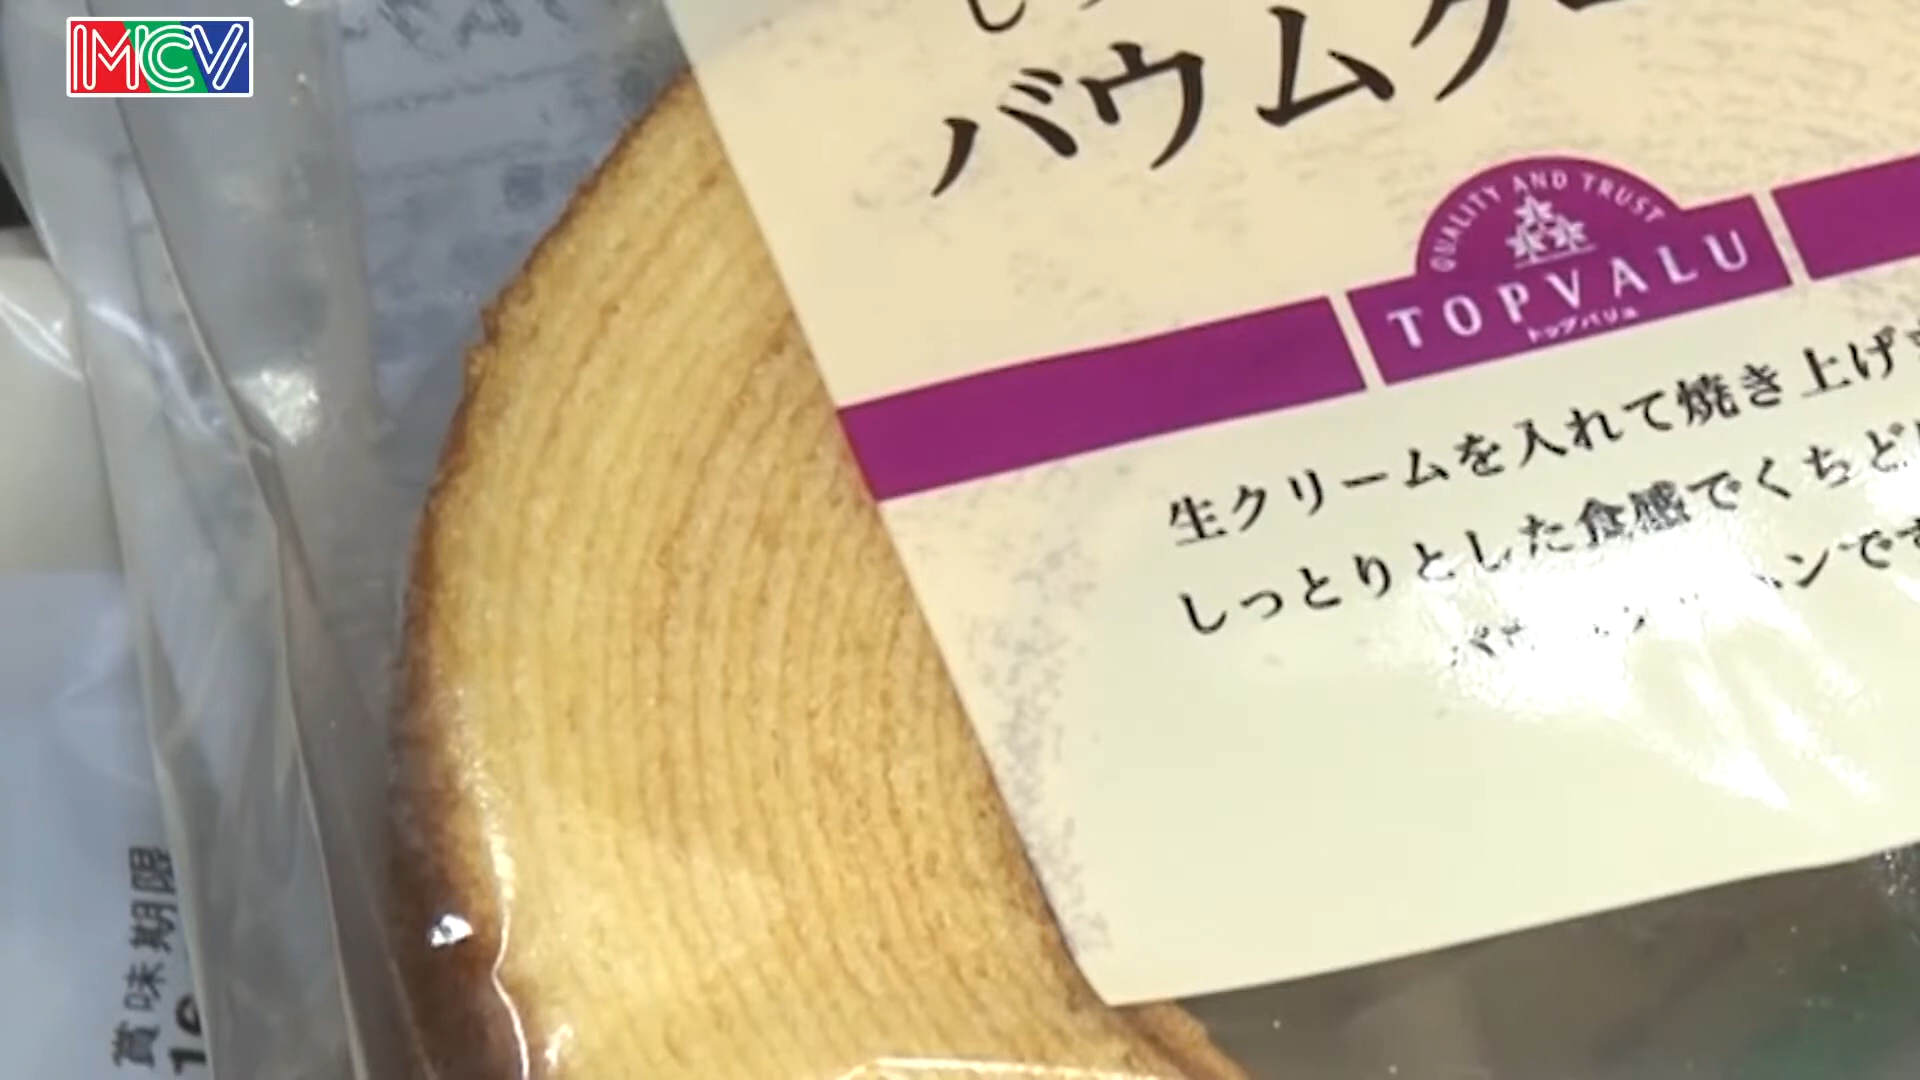 MCV
バウムク
QUALITY AND TRUST
TOPVALU
トップバリュ
生クリームを入れて焼き上げ
しっとりとした食感でくちど
ンです
賞味期限